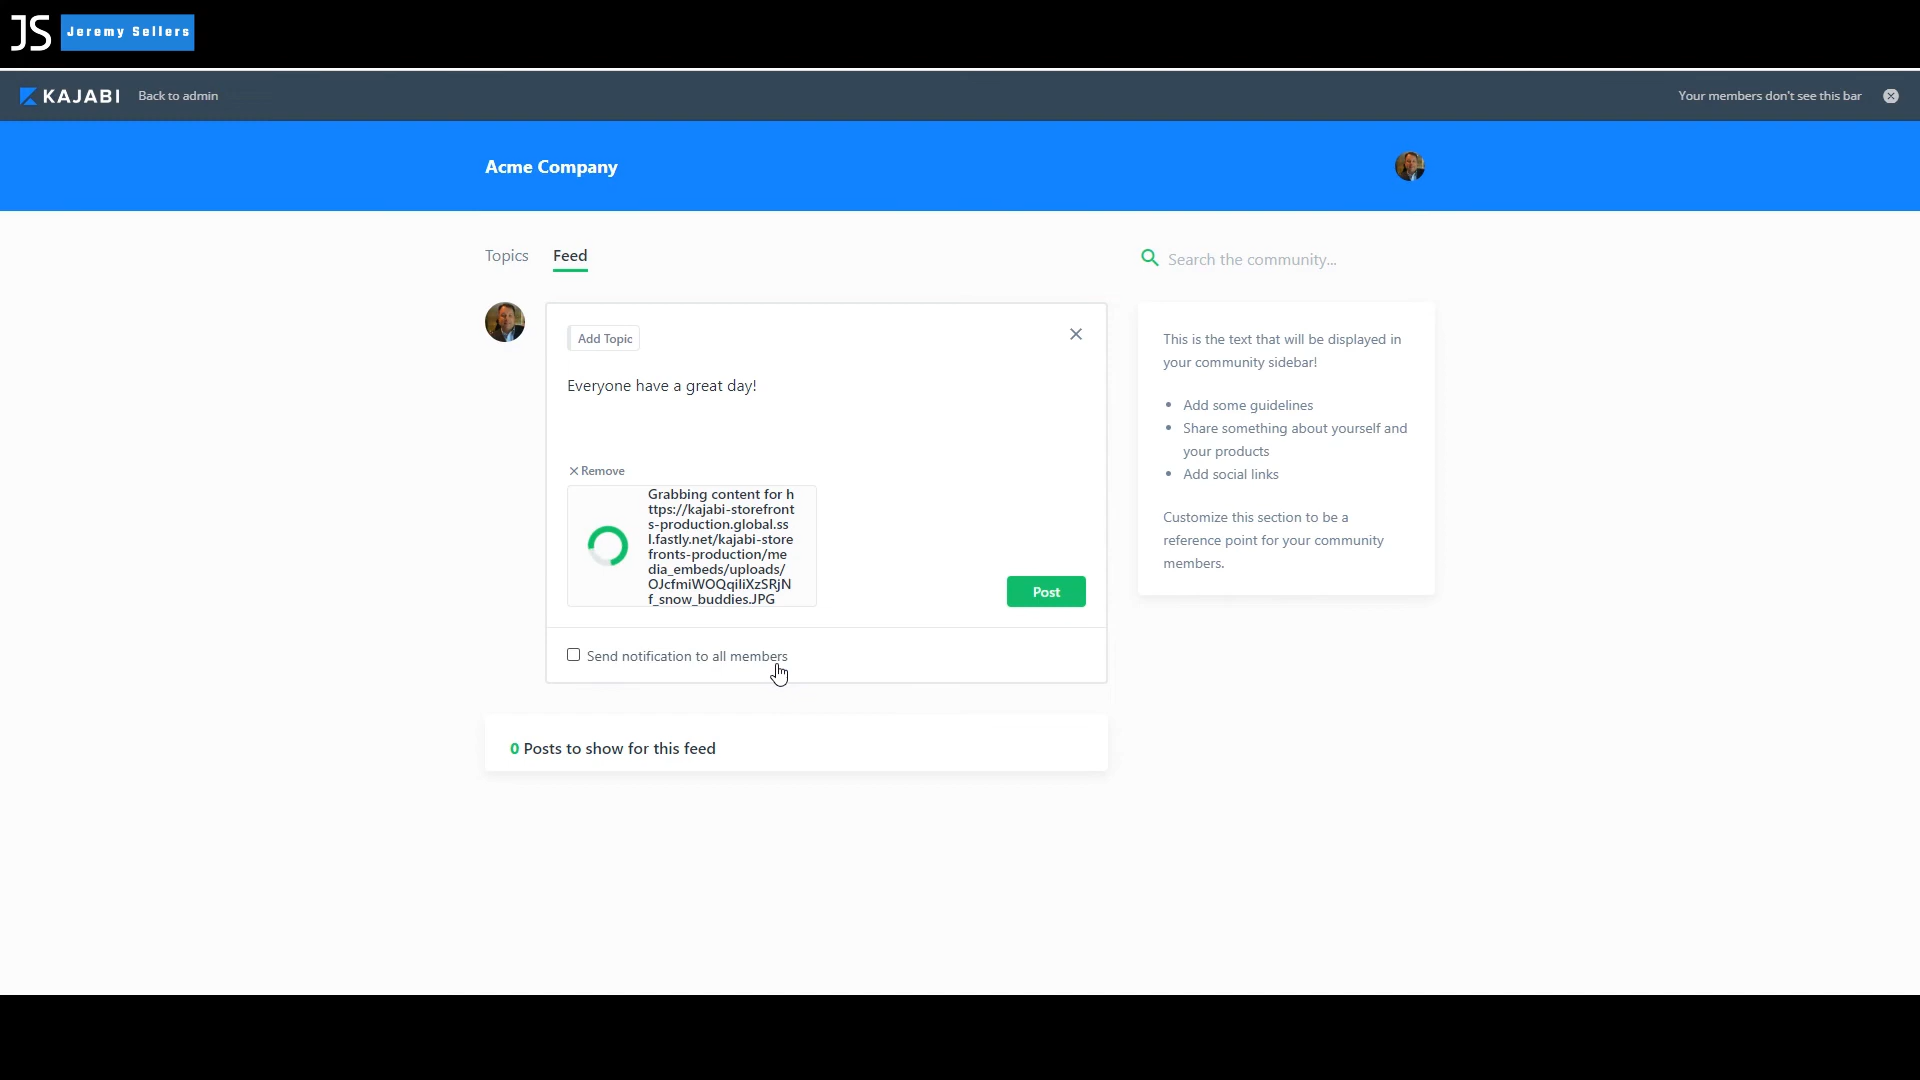 JS Jeremy Sellers
KAJABI Back to admin
Your members don't see this bar
Acme Company
Topics Feed
Search the community...
Add Topic
Everyone have a great day!
Remove
Grabbing content for h
ttps://kajabi-storefront
s-production.global.ss
l.fastly.net/kajabi-store
fronts-production/me
dia_embeds/uploads/
OJcfmiWOQqiliXzSRjN
f_snow_buddies.JPG
Post
Send notification to all members
0 Posts to show for this feed
This is the text that will be displayed in
your community sidebar!
• Add some guidelines
• Share something about yourself and
your products
• Add social links
Customize this section to be a
reference point for your community
members.